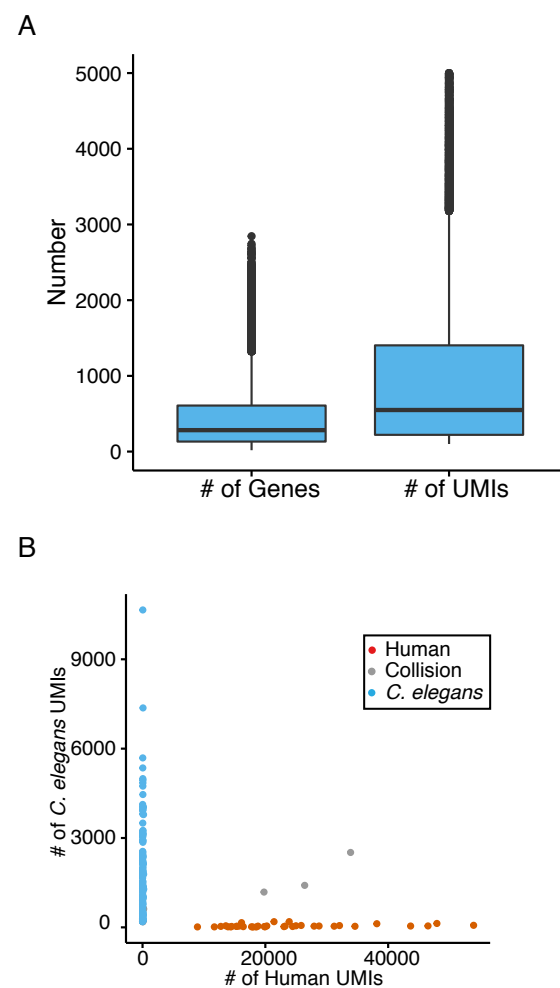 A
Number
5000
4000
3000
2000
1000
0
# of Genes
# of UMIs
B
# of C. elegans UMIs
9000
6000
3000
0
Human
Collision
C. elegans
0
20000
40000
# of Human UMIs